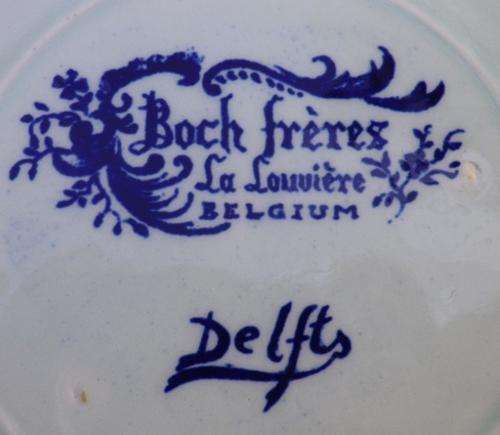 Boch frères
La Louvière
BELGIUM
Delfts